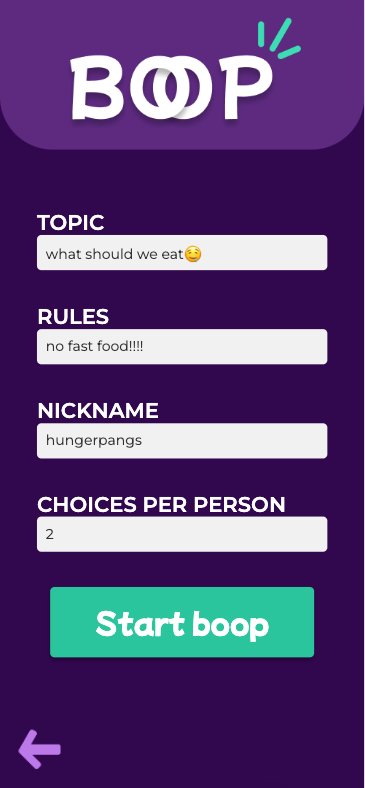 BOOP
TOPIC
what should we eat🤤
RULES
no fast food!!!!
NICKNAME
hungerpangs
CHOICES PER PERSON
2
Start boop